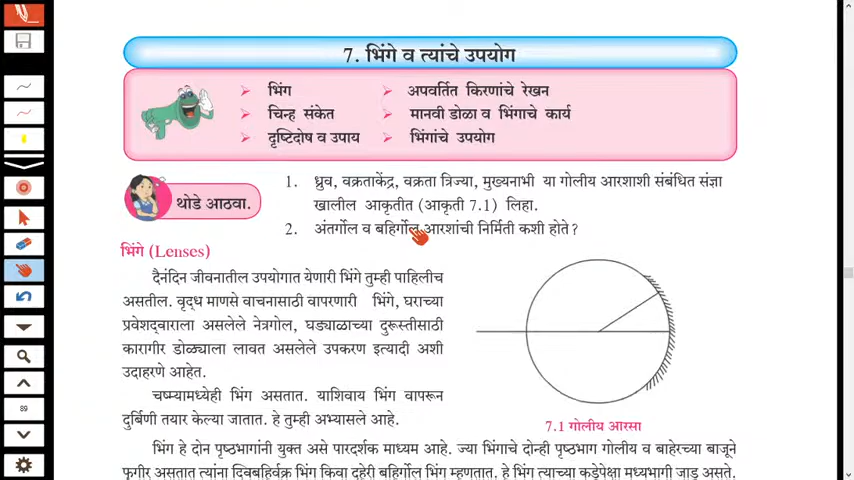 7. भिंगे व त्यांचे उपयोग
➢ भिंग ➢ अपवर्तित किरणांचे रेखन
➢ चिन्ह संकेत ➢ मानवी डोळा व भिंगाचे कार्य
➢ दृष्टिदोष व उपाय ➢ भिंगांचे उपयोग
थोडे आठवा.
1. ध्रुव, वक्रताकेंद्र, वक्रता त्रिज्या, मुख्यनाभी या गोलीय आरशाशी संबंधित संज्ञा
खालील आकृतीत (आकृती 7.1) लिहा.
2. अंतर्गोल व बहिर्गोल आरशांची निर्मिती कशी होते ?
भिंगे (Lenses)
दैनंदिन जीवनातील उपयोगात येणारी भिंगे तुम्ही पाहिलीच
असतील. वृद्ध माणसे वाचनासाठी वापरणारी भिंगे, घराच्या
प्रवेशद्वाराला असलेले नेत्रगोल, घड्याळाच्या दुरूस्तीसाठी
कारागीर डोळ्याला लावत असलेले उपकरण इत्यादी अशी
उदाहरणे आहेत.
चष्म्यामध्येही भिंग असतात. याशिवाय भिंग वापरून
दुर्बिणी तयार केल्या जातात. हे तुम्ही अभ्यासले आहे.
7.1 गोलीय आरसा
भिंग हे दोन पृष्ठभागांनी युक्त असे पारदर्शक माध्यम आहे. ज्या भिंगाचे दोन्ही पृष्ठभाग गोलीय व बाहेरच्या बाजूने
फुगीर असतात त्यांना द्विबहिर्वक्र भिंग किंवा दुहेरी बहिर्गोल भिंग म्हणतात. हे भिंग त्याच्या कडेपेक्षा मध्यभागी जाड असते.
89